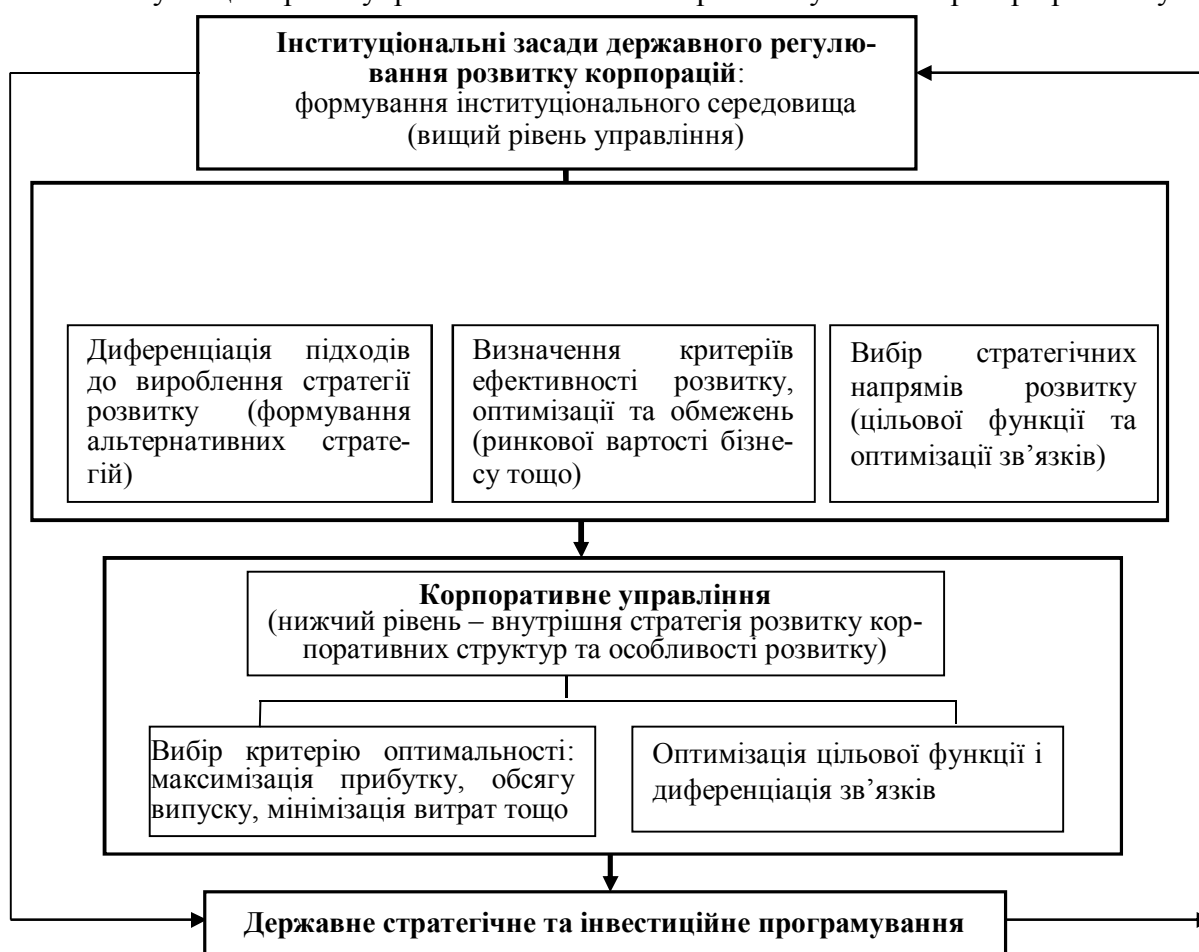 Інституціональні засади державного регулю-
вання розвитку корпорацій:
формування інституціонального середовища
(вищий рівень управління)
Диференціація підходів
до вироблення стратегії
розвитку (формування
альтернативних страте-
гій)
Визначення критеріїв
ефективності розвитку,
оптимізації та обмежень
(ринкової вартості бізне-
су тощо)
Вибір стратегічних
напрямів розвитку
(цільової функції та
оптимізації зв’язків)
Корпоративне управління
(нижчий рівень – внутрішня стратегія розвитку кор-
поративних структур та особливості розвитку)
Вибір критерію оптимальності:
максимізація прибутку, обсягу
випуску, мінімізація витрат тощо
Оптимізація цільової функції і
диференціація зв’язків
Державне стратегічне та інвестиційне програмування